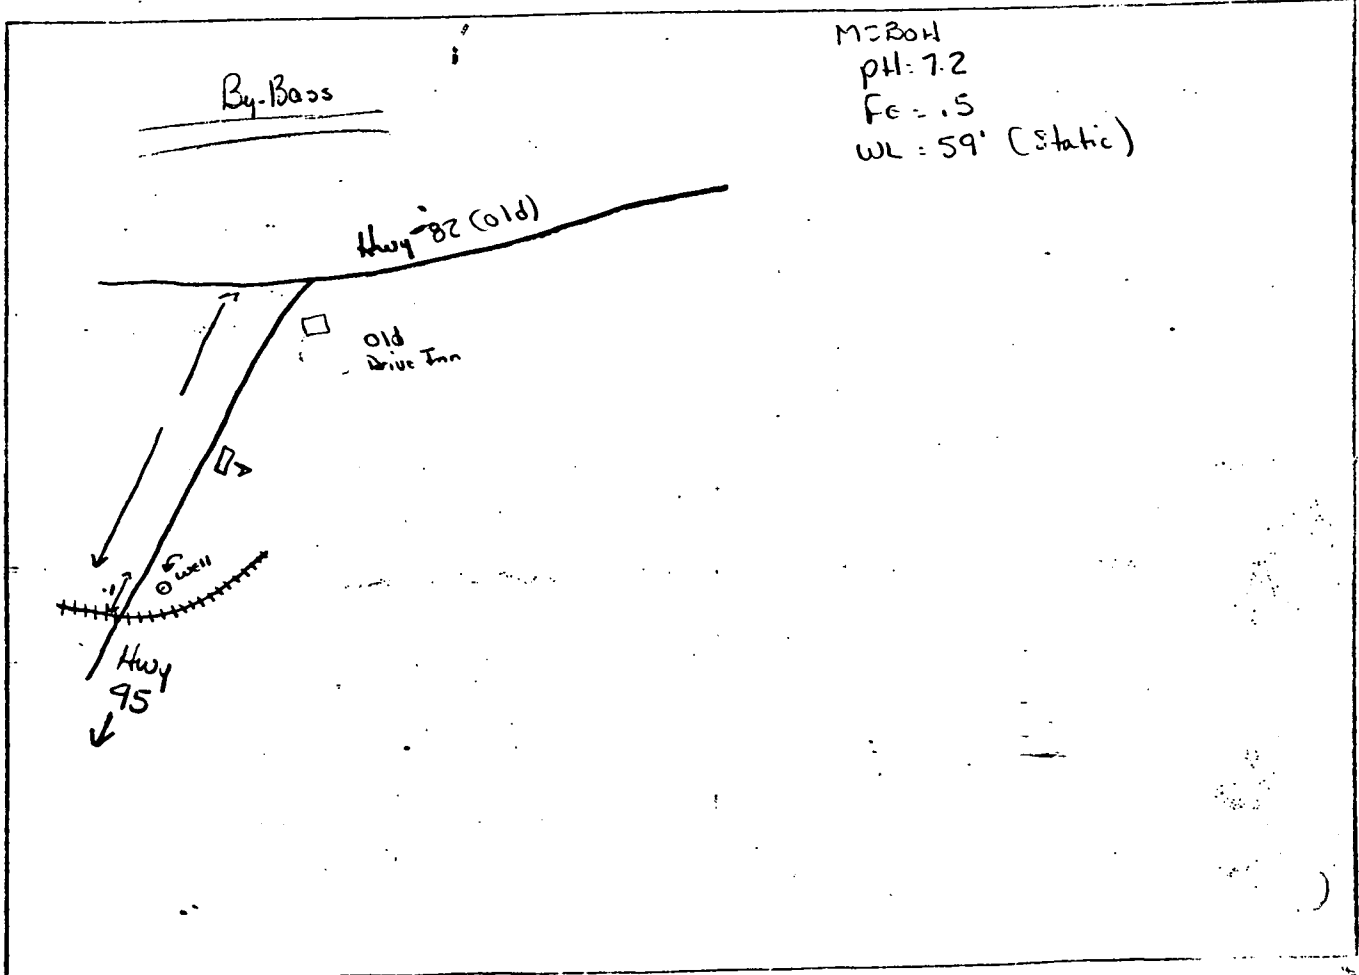 M=BOH
pH: 7.2
Fe = .5
WL = 59' (Static)
By-Bass
Hwy 82 (old)
old
Drive Inn
well
.1
Hwy
95